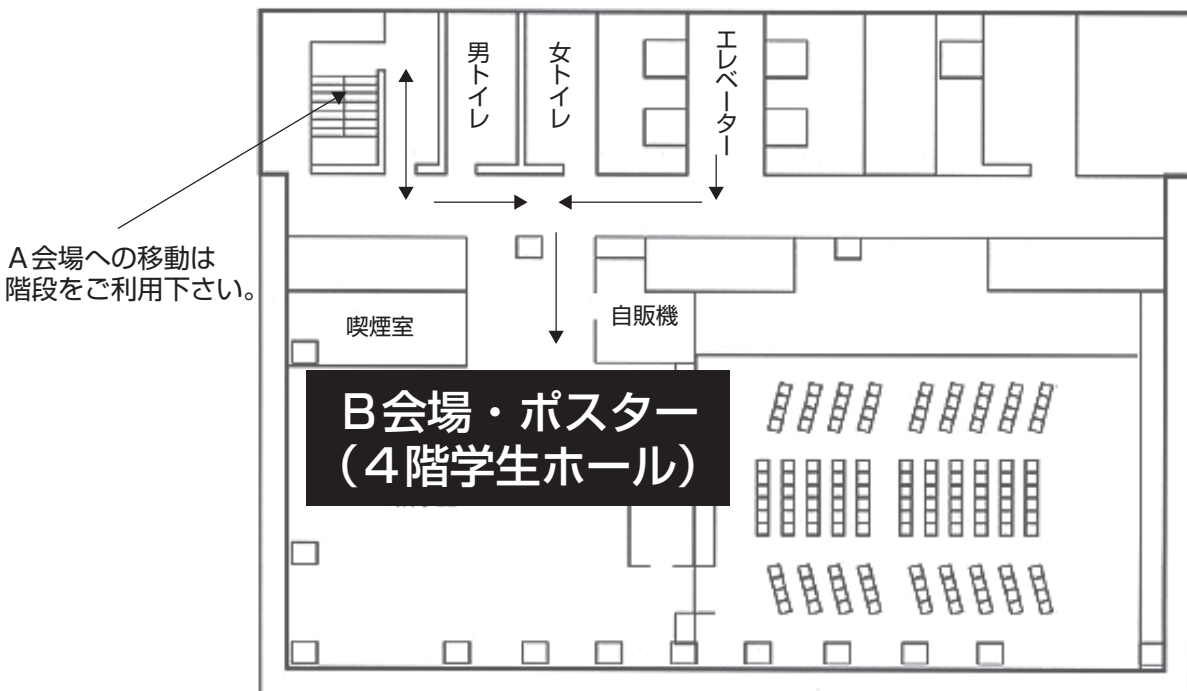 男トイレ
女トイレ
エレベーター
A会場への移動は
階段をご利用下さい。
喫煙室
自販機
B会場・ポスター
（4階学生ホール）